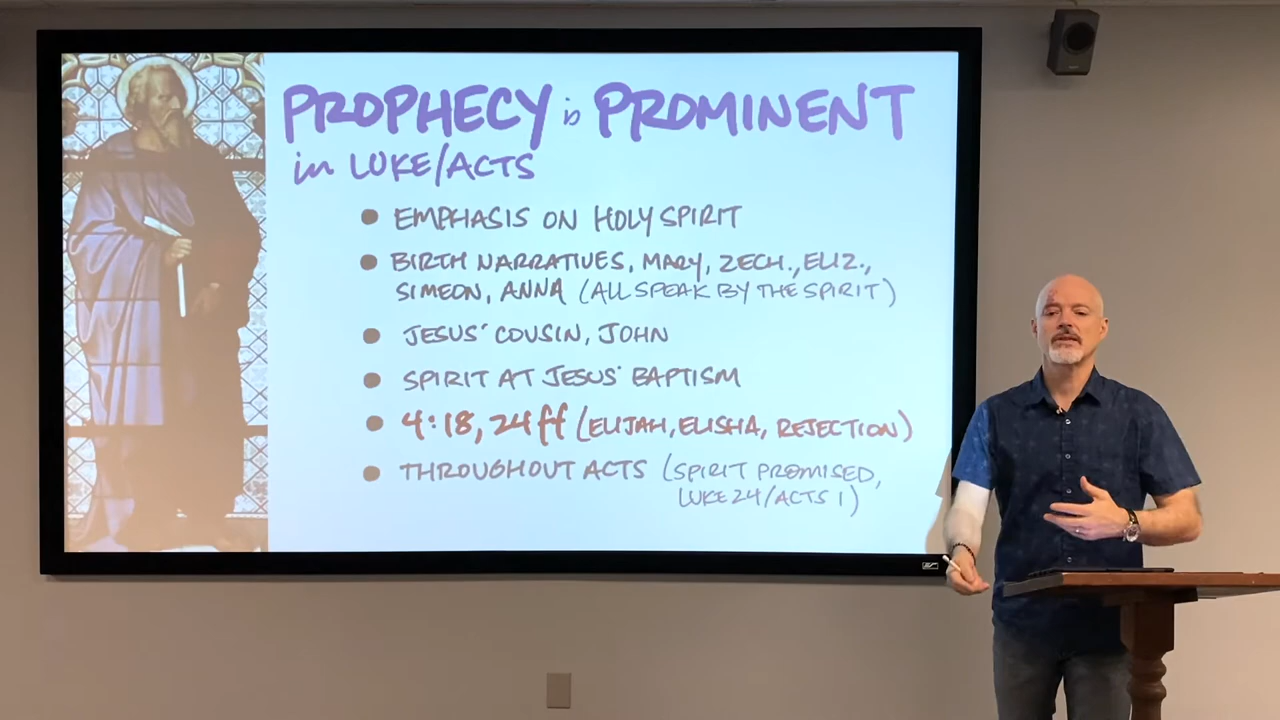 PROPHECY is PROMINENT
in LUKE/ACTS
• EMPHASIS ON HOLY SPIRIT
• BIRTH NARRATIVES, MARY, ZECH., ELIZ.,
SIMEON, ANNA (ALL SPEAK BY THE SPIRIT)
• JESUS' COUSIN, JOHN
• SPIRIT AT JESUS' BAPTISM
• 4:18, 24ff (ELIJAH, ELISHA, REJECTION)
• THROUGHOUT ACTS (SPIRIT PROMISED,
LUKE 24/ACTS 1)